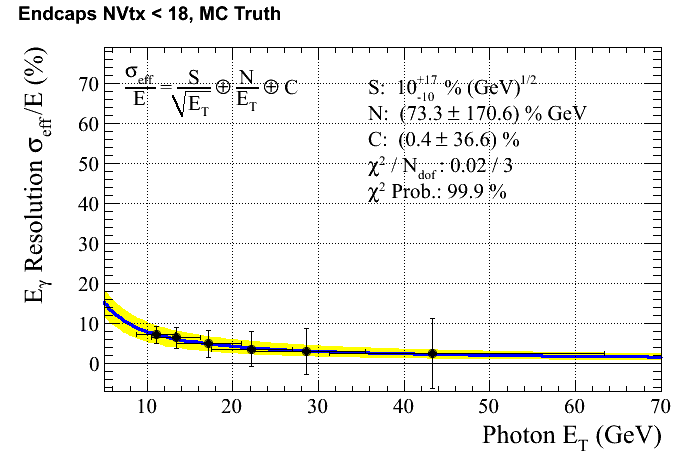 Endcaps NVtx < 18, MC Truth
σeff/E = S/√ET ⊕ N/ET ⊕ C
S: 10 +17 -10 % (GeV)1/2
N: (73.3 ± 170.6) % GeV
C: (0.4 ± 36.6) %
χ2 / Ndof : 0.02 / 3
χ2 Prob.: 99.9 %
Eγ Resolution σeff/E (%)
70
60
50
40
30
20
10
0
10 20 30 40 50 60 70
Photon ET (GeV)